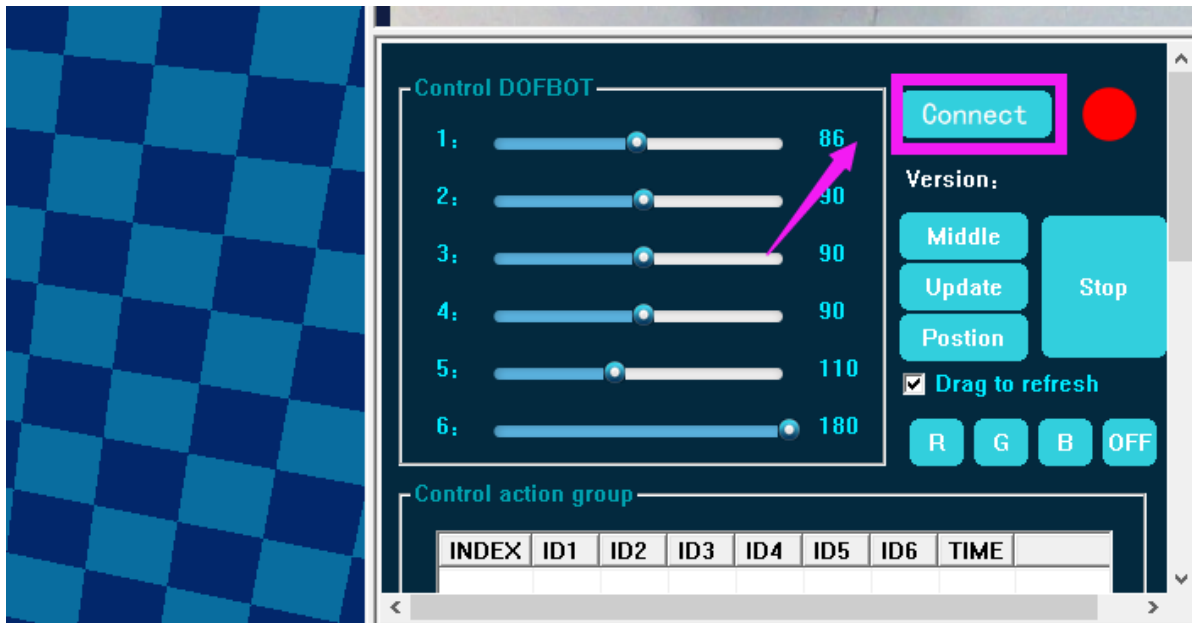 Control DOFBOT
1: 86
2: 90
3: 90
4: 90
5: 110
6: 180
Connect
Version:
Middle
Update
Postion
Stop
Drag to refresh
R G B OFF
Control action group
INDEX ID1 ID2 ID3 ID4 ID5 ID6 TIME